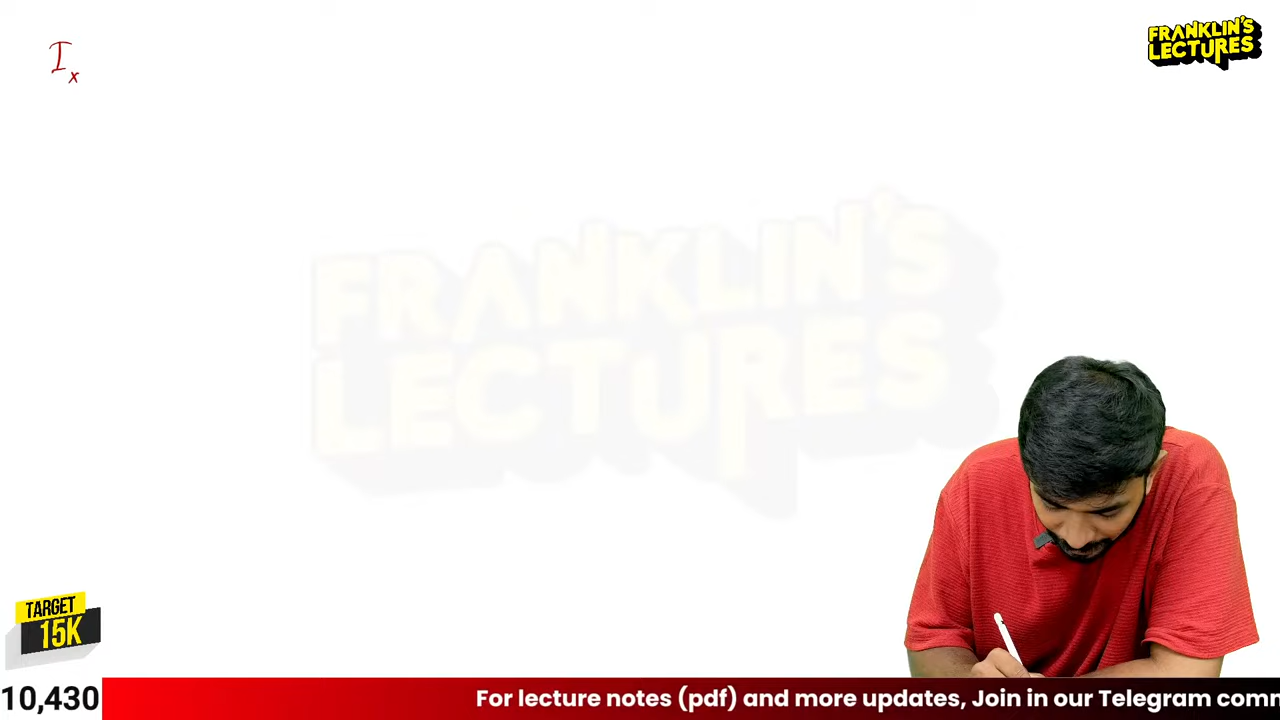 I x
FRANKLIN'S
LECTURES
FRANKLIN'S
LECTURES
TARGET
15K
10,430
For lecture notes (pdf) and more updates, Join in our Telegram comm